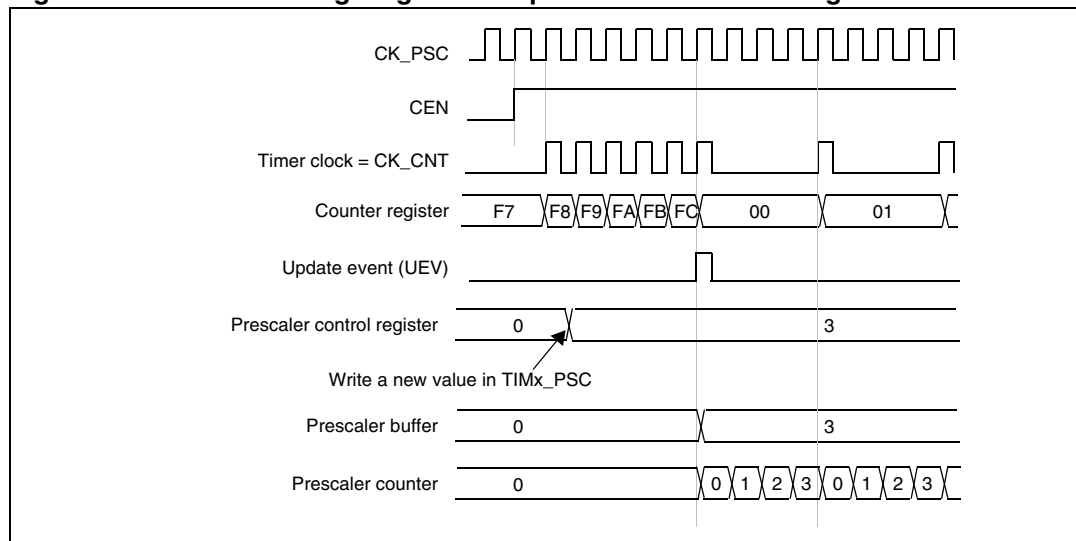 CK_PSC
CEN
Timer clock = CK_CNT
Counter register F7 F8 F9 FA FB FC 00 01
Update event (UEV)
Prescaler control register 0 3
Write a new value in TIMx_PSC
Prescaler buffer 0 3
Prescaler counter 0 0 1 2 3 0 1 2 3